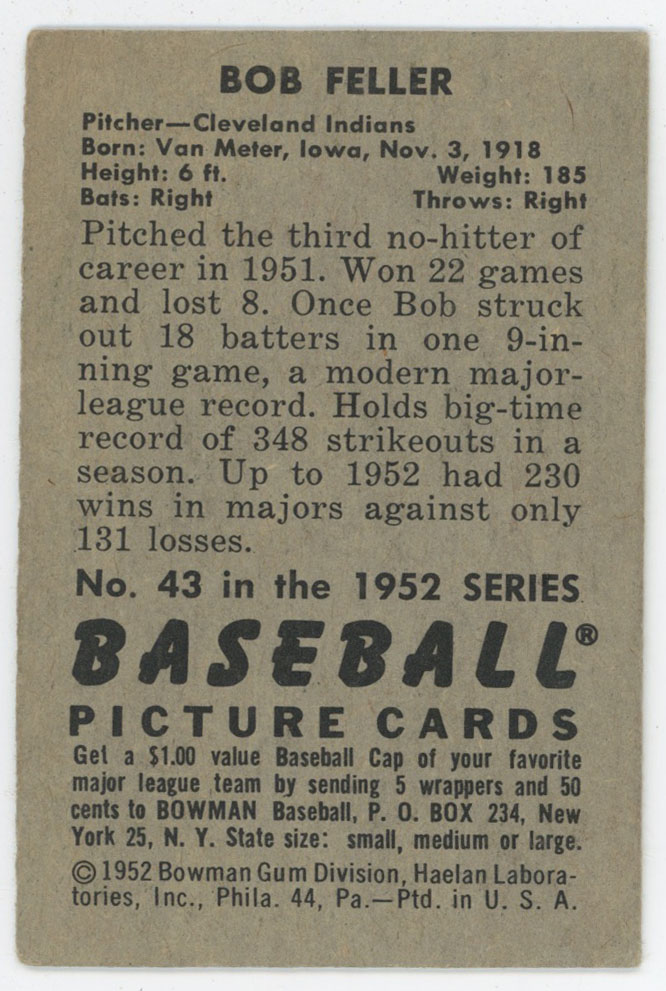 BOB FELLER
Pitcher—Cleveland Indians
Born: Van Meter, Iowa, Nov. 3, 1918
Height: 6 ft. Weight: 185
Bats: Right Throws: Right
Pitched the third no-hitter of
career in 1951. Won 22 games
and lost 8. Once Bob struck
out 18 batters in one 9-in-
ning game, a modern major-
league record. Holds big-time
record of 348 strikeouts in a
season. Up to 1952 had 230
wins in majors against only
131 losses.
No. 43 in the 1952 SERIES
BASEBALL®
PICTURE CARDS
Get a $1.00 value Baseball Cap of your favorite
major league team by sending 5 wrappers and 50
cents to BOWMAN Baseball, P. O. BOX 234, New
York 25, N. Y. State size: small, medium or large.
© 1952 Bowman Gum Division, Haelan Labora-
tories, Inc., Phila. 44, Pa.—Ptd. in U. S. A.